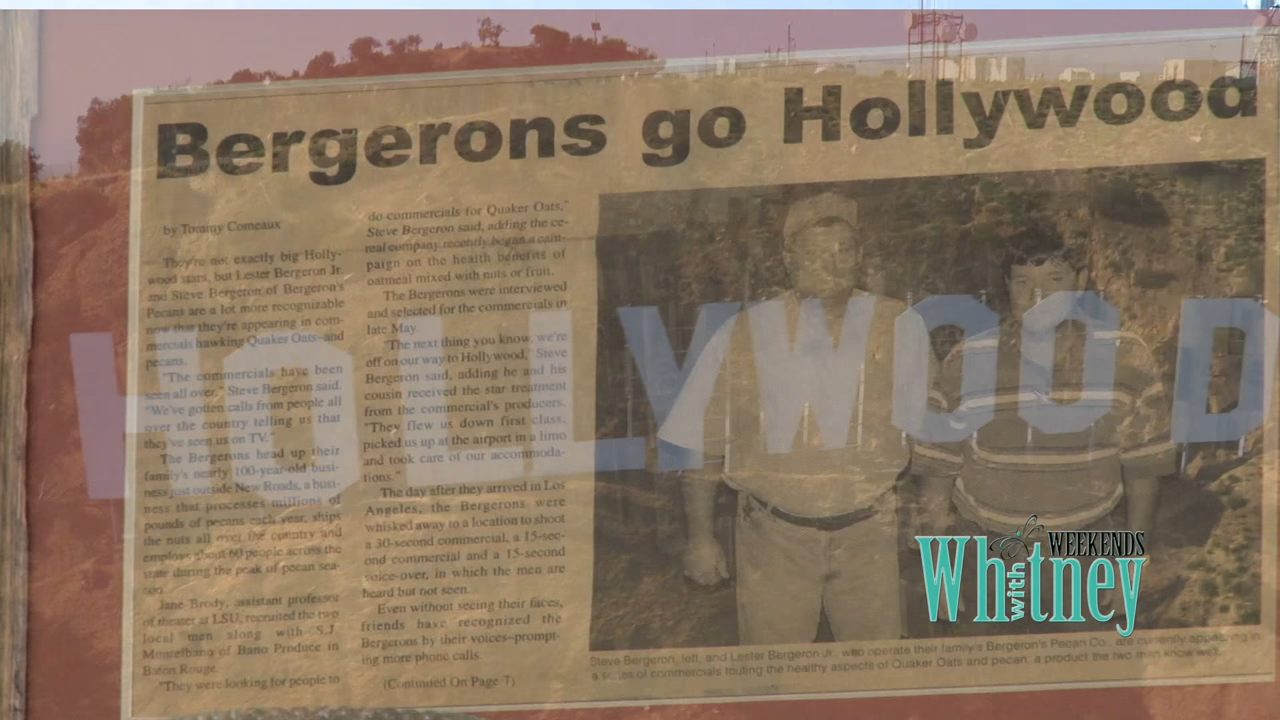 Bergerons go Hollywood
by Tommy Comeaux
They're not exactly big Holly-
wood stars, but Lester Bergeron Jr.
and Steve Bergeron of Bergeron's
Pecans are a lot more recognizable
now that they're appearing in com-
mercials hawking Quaker Oats–and
pecans.
"The commercials have been
seen all over," Steve Bergeron said.
"We've gotten calls from people all
over the country telling us that
they've seen us on TV."
The Bergerons head up their
family's nearly 100-year-old busi-
ness just outside New Roads, a busi-
ness that processes millions of
pounds of pecans each year, ships
the nuts all over the country and
employs about 60 people across the
state during the peak of pecan sea-
son.
Jane Brody, assistant professor
of theater at LSU, recruited the two
local men along with S.J.
Montelbano of Bano Produce in
Baton Rouge.
"They were looking for people to
do commercials for Quaker Oats,"
Steve Bergeron said, adding the ce-
real company recently began a cam-
paign on the health benefits of
oatmeal mixed with nuts or fruit.
The Bergerons were interviewed
and selected for the commercials in
late May.
"The next thing you know, we're
off on our way to Hollywood," Steve
Bergeron said, adding he and his
cousin received the star treatment
from the commercial's producers.
"They flew us down first class,
picked us up at the airport in a limo
and took care of our accommoda-
tions."
The day after they arrived in Los
Angeles, the Bergerons were
whisked away to a location to shoot
a 30-second commercial, a 15-sec-
ond commercial and a 15-second
voice-over, in which the men are
heard but not seen.
Even without seeing their faces,
friends have recognized the
Bergerons by their voices–prompt-
ing more phone calls.
(Continued On Page 7)
Steve Bergeron, left, and Lester Bergeron Jr., who operate their family's Bergeron's Pecan Co., are currently appearing in
a series of commercials touting the healthy aspects of Quaker Oats and pecan, a product the two men know well.
HOLLYWOOD
WEEKENDS
with
Whitney